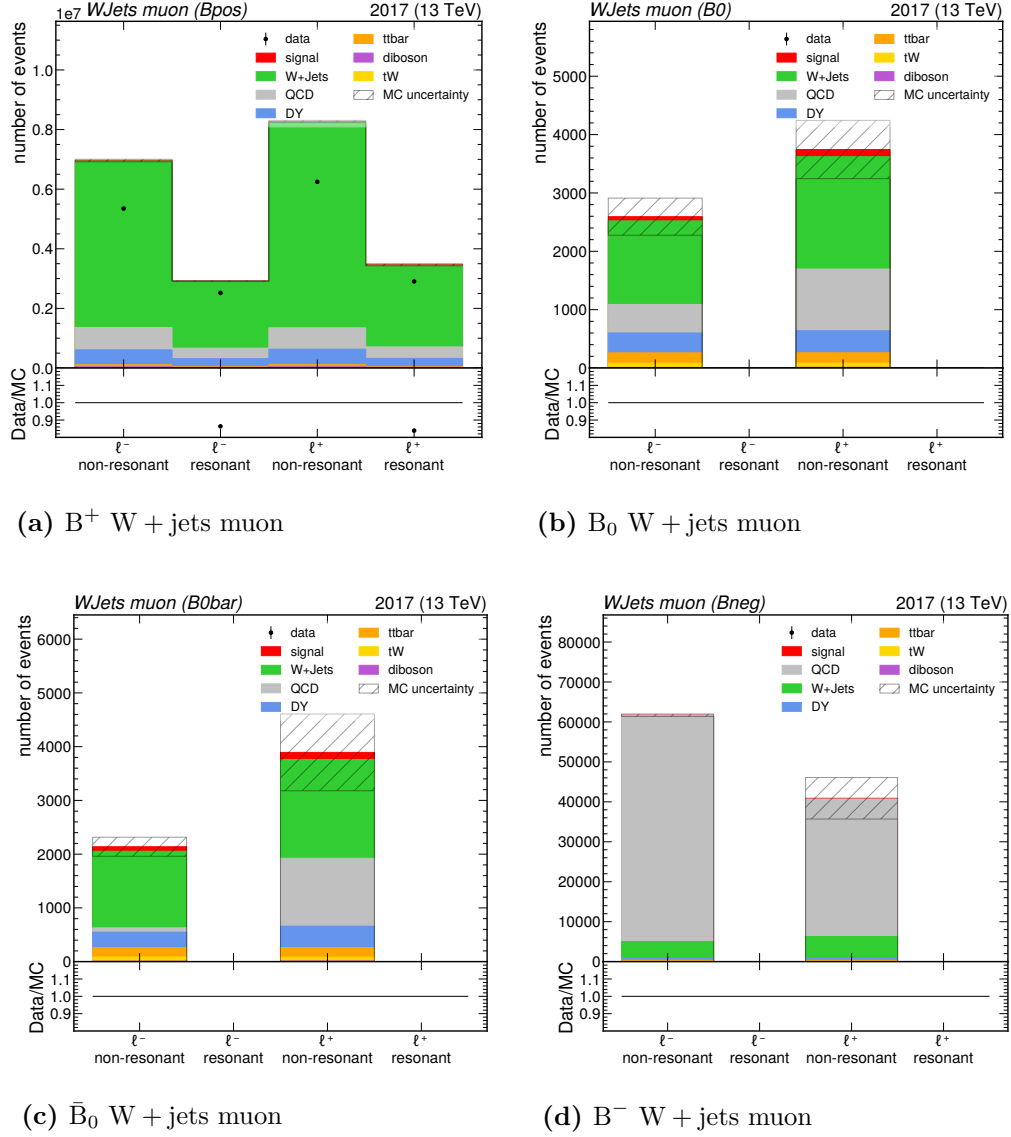 WJets muon (Bpos) 2017 (13 TeV)
1e7
number of events
data
signal
W+Jets
QCD
DY
ttbar
diboson
tW
MC uncertainty
1.0
0.8
0.6
0.4
0.2
0.0
Data/MC
1.1
1.0
0.9
ℓ⁻ ℓ⁻ ℓ⁺ ℓ⁺
non-resonant resonant non-resonant resonant
(a) B⁺ W + jets muon
WJets muon (B0) 2017 (13 TeV)
number of events
data
signal
W+Jets
QCD
DY
ttbar
tW
diboson
MC uncertainty
5000
4000
3000
2000
1000
0
Data/MC
1.1
1.0
0.9
ℓ⁻ ℓ⁻ ℓ⁺ ℓ⁺
non-resonant resonant non-resonant resonant
(b) B₀ W + jets muon
WJets muon (B0bar) 2017 (13 TeV)
number of events
data
signal
W+Jets
QCD
DY
ttbar
tW
diboson
MC uncertainty
6000
5000
4000
3000
2000
1000
0
Data/MC
1.1
1.0
0.9
ℓ⁻ ℓ⁻ ℓ⁺ ℓ⁺
non-resonant resonant non-resonant resonant
(c) B̄₀ W + jets muon
WJets muon (Bneg) 2017 (13 TeV)
number of events
data
signal
QCD
W+Jets
DY
ttbar
tW
diboson
MC uncertainty
80000
70000
60000
50000
40000
30000
20000
10000
0
Data/MC
1.1
1.0
0.9
ℓ⁻ ℓ⁻ ℓ⁺ ℓ⁺
non-resonant resonant non-resonant resonant
(d) B⁻ W + jets muon